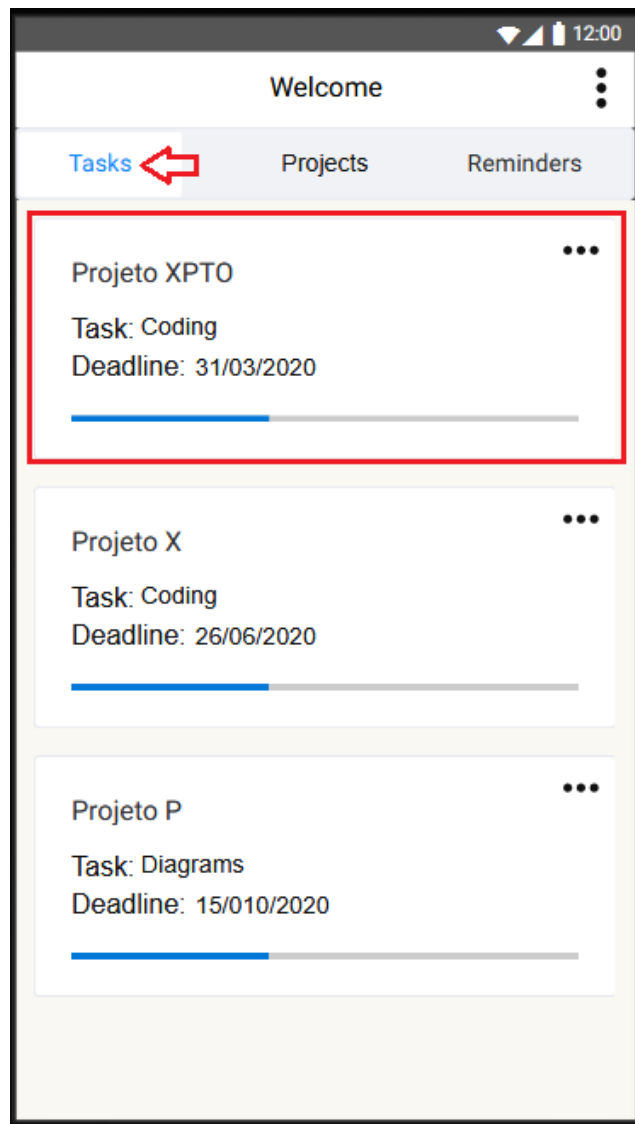 12:00
Welcome
Tasks Projects Reminders
Projeto XPTO
Task: Coding
Deadline: 31/03/2020
Projeto X
Task: Coding
Deadline: 26/06/2020
Projeto P
Task: Diagrams
Deadline: 15/010/2020